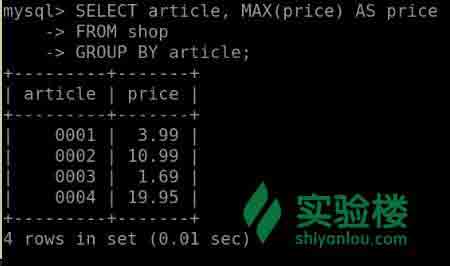 mysql> SELECT article, MAX(price) AS price
    -> FROM shop
    -> GROUP BY article;
+---------+-------+
| article | price |
+---------+-------+
|    0001 |  3.99 |
|    0002 | 10.99 |
|    0003 |  1.69 |
|    0004 | 19.95 |
+---------+-------+
4 rows in set (0.01 sec)
实验楼
shiyanlou.com